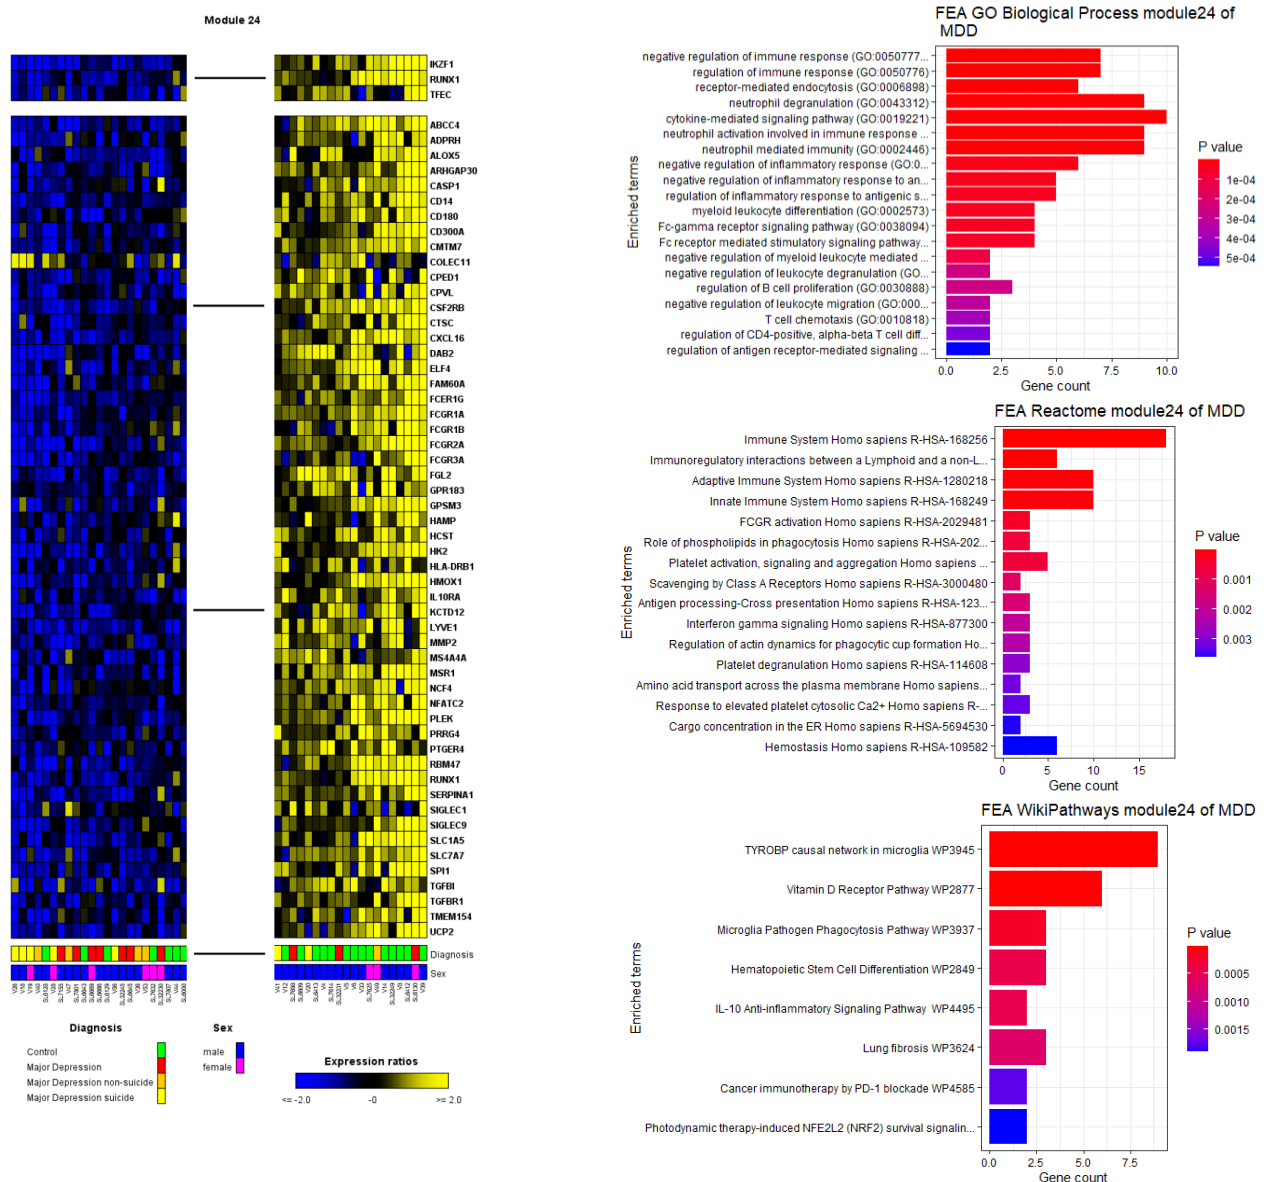 Module 24
IKZF1
RUNX1
TFEC
ABCC4
ADPRH
ALOX5
ARHGAP30
CASP1
CD14
CD180
CD300A
CMTM7
COLEC11
CPED1
CPVL
CSF2RB
CTSC
CXCL16
DAB2
ELF4
FAM60A
FCER1G
FCGR1A
FCGR1B
FCGR2A
FCGR3A
FGL2
GPR183
GPSM3
HAMP
HCST
HK2
HLA-DRB1
HMOX1
IL10RA
KCTD12
LYVE1
MMP2
MS4A4A
MSR1
NCF4
NFATC2
PLEK
PRRG4
PTGER4
RBM47
RUNX1
SERPINA1
SIGLEC1
SIGLEC9
SLC1A5
SLC7A7
SPI1
TGFBI
TGFBR1
TMEM154
UCP2
Diagnosis
Sex
Diagnosis
Control
Major Depression
Major Depression non-suicide
Major Depression suicide
Sex
male
female
Expression ratios
<= -2.0
-0
>= 2.0
FEA GO Biological Process module24 of
MDD
Enriched terms
negative regulation of immune response (GO:0050777...
regulation of immune response (GO:0050776)
receptor-mediated endocytosis (GO:0006898)
neutrophil degranulation (GO:0043312)
cytokine-mediated signaling pathway (GO:0019221)
neutrophil activation involved in immune response ...
neutrophil mediated immunity (GO:0002446)
negative regulation of inflammatory response (GO:0...
negative regulation of inflammatory response to an...
regulation of inflammatory response to antigenic s...
myeloid leukocyte differentiation (GO:0002573)
Fc-gamma receptor signaling pathway (GO:0038094)
Fc receptor mediated stimulatory signaling pathway...
negative regulation of myeloid leukocyte mediated ...
negative regulation of leukocyte degranulation (GO...
regulation of B cell proliferation (GO:0030888)
negative regulation of leukocyte migration (GO:000...
T cell chemotaxis (GO:0010818)
regulation of CD4-positive, alpha-beta T cell diff...
regulation of antigen receptor-mediated signaling ...
0.0 2.5 5.0 7.5 10.0
Gene count
P value
1e-04
2e-04
3e-04
4e-04
5e-04
FEA Reactome module24 of MDD
Enriched terms
Immune System Homo sapiens R-HSA-168256
Immunoregulatory interactions between a Lymphoid and a non-L...
Adaptive Immune System Homo sapiens R-HSA-1280218
Innate Immune System Homo sapiens R-HSA-168249
FCGR activation Homo sapiens R-HSA-2029481
Role of phospholipids in phagocytosis Homo sapiens R-HSA-202...
Platelet activation, signaling and aggregation Homo sapiens ...
Scavenging by Class A Receptors Homo sapiens R-HSA-3000480
Antigen processing-Cross presentation Homo sapiens R-HSA-123...
Interferon gamma signaling Homo sapiens R-HSA-877300
Regulation of actin dynamics for phagocytic cup formation Ho...
Platelet degranulation Homo sapiens R-HSA-114608
Amino acid transport across the plasma membrane Homo sapiens...
Response to elevated platelet cytosolic Ca2+ Homo sapiens R-...
Cargo concentration in the ER Homo sapiens R-HSA-5694530
Hemostasis Homo sapiens R-HSA-109582
0 5 10 15
Gene count
P value
0.001
0.002
0.003
FEA WikiPathways module24 of MDD
Enriched terms
TYROBP causal network in microglia WP3945
Vitamin D Receptor Pathway WP2877
Microglia Pathogen Phagocytosis Pathway WP3937
Hematopoietic Stem Cell Differentiation WP2849
IL-10 Anti-inflammatory Signaling Pathway WP4495
Lung fibrosis WP3624
Cancer immunotherapy by PD-1 blockade WP4585
Photodynamic therapy-induced NFE2L2 (NRF2) survival signalin...
0.0 2.5 5.0 7.5
Gene count
P value
0.0005
0.0010
0.0015